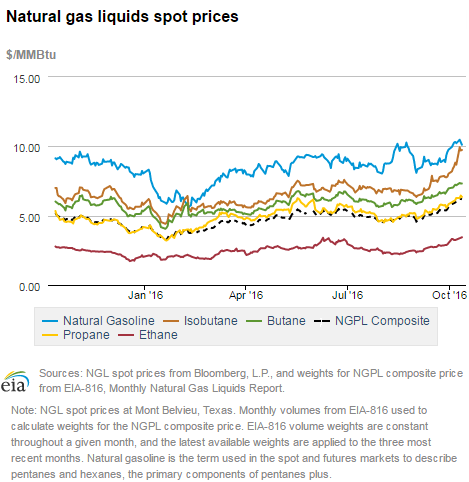 Natural gas liquids spot prices
$/MMBtu
15.00
10.00
5.00
0.00
Jan '16
Apr '16
Jul '16
Oct '16
Natural Gasoline
Isobutane
Butane
NGPL Composite
Propane
Ethane
eia
Sources: NGL spot prices from Bloomberg, L.P., and weights for NGPL composite price
from EIA-816, Monthly Natural Gas Liquids Report.
Note: NGL spot prices at Mont Belvieu, Texas. Monthly volumes from EIA-816 used to
calculate weights for the NGPL composite price. EIA-816 volume weights are constant
throughout a given month, and the latest available weights are applied to the three most
recent months. Natural gasoline is the term used in the spot and futures markets to describe
pentanes and hexanes, the primary components of pentanes plus.